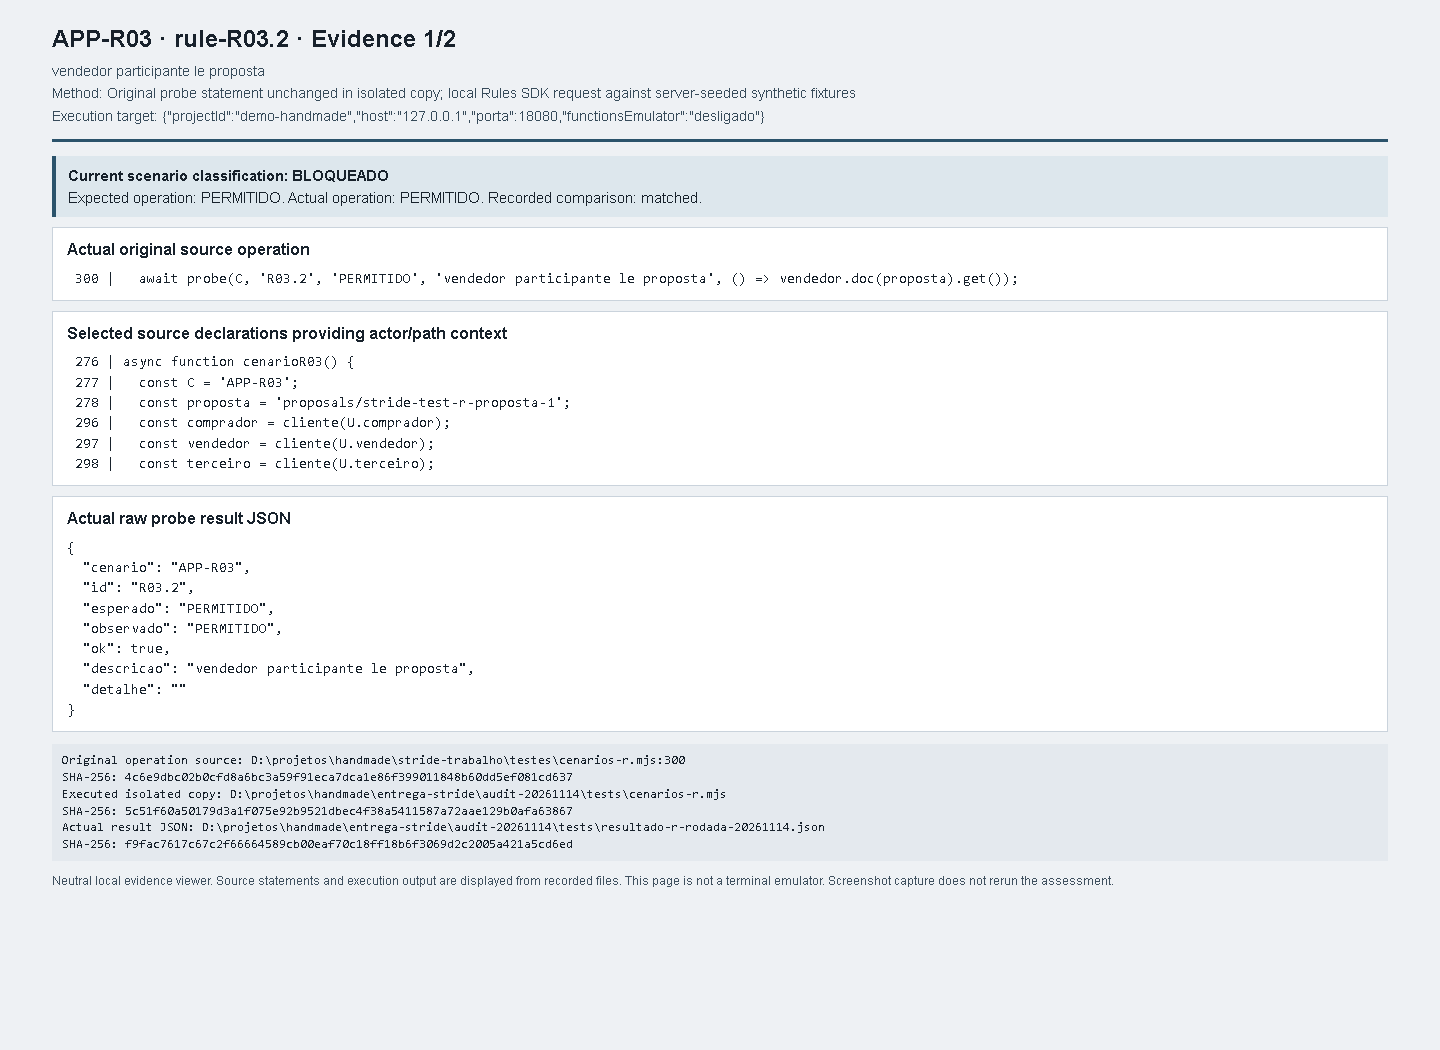 APP-R03 · rule-R03.2 · Evidence 1/2
vendedor participante le proposta
Method: Original probe statement unchanged in isolated copy; local Rules SDK request against server-seeded synthetic fixtures
Execution target: {"projectId":"demo-handmade","host":"127.0.0.1","porta":18080,"functionsEmulator":"desligado"}
Current scenario classification: BLOQUEADO
Expected operation: PERMITIDO. Actual operation: PERMITIDO. Recorded comparison: matched.
Actual original source operation
300 |   await probe(C, 'R03.2', 'PERMITIDO', 'vendedor participante le proposta', () => vendedor.doc(proposta).get());
Selected source declarations providing actor/path context
276 | async function cenarioR03() {
277 |   const C = 'APP-R03';
278 |   const proposta = 'proposals/stride-test-r-proposta-1';
296 |   const comprador = cliente(U.comprador);
297 |   const vendedor = cliente(U.vendedor);
298 |   const terceiro = cliente(U.terceiro);
Actual raw probe result JSON
{
  "cenario": "APP-R03",
  "id": "R03.2",
  "esperado": "PERMITIDO",
  "observado": "PERMITIDO",
  "ok": true,
  "descricao": "vendedor participante le proposta",
  "detalhe": ""
}
Original operation source: D:\projetos\handmade\stride-trabalho\testes\cenarios-r.mjs:300
SHA-256: 4c6e9dbc02b0cfd8a6bc3a59f91eca7dca1e86f399011848b60dd5ef081cd637
Executed isolated copy: D:\projetos\handmade\entrega-stride\audit-20261114\tests\cenarios-r.mjs
SHA-256: 5c51f60a50179d3a1f075e92b9521dbec4f38a5411587a72aae129b0afa63867
Actual result JSON: D:\projetos\handmade\entrega-stride\audit-20261114\tests\resultado-r-rodada-20261114.json
SHA-256: f9fac7617c67c2f66664589cb00eaf70c18ff18b6f3069d2c2005a421a5cd6ed
Neutral local evidence viewer. Source statements and execution output are displayed from recorded files. This page is not a terminal emulator. Screenshot capture does not rerun the assessment.